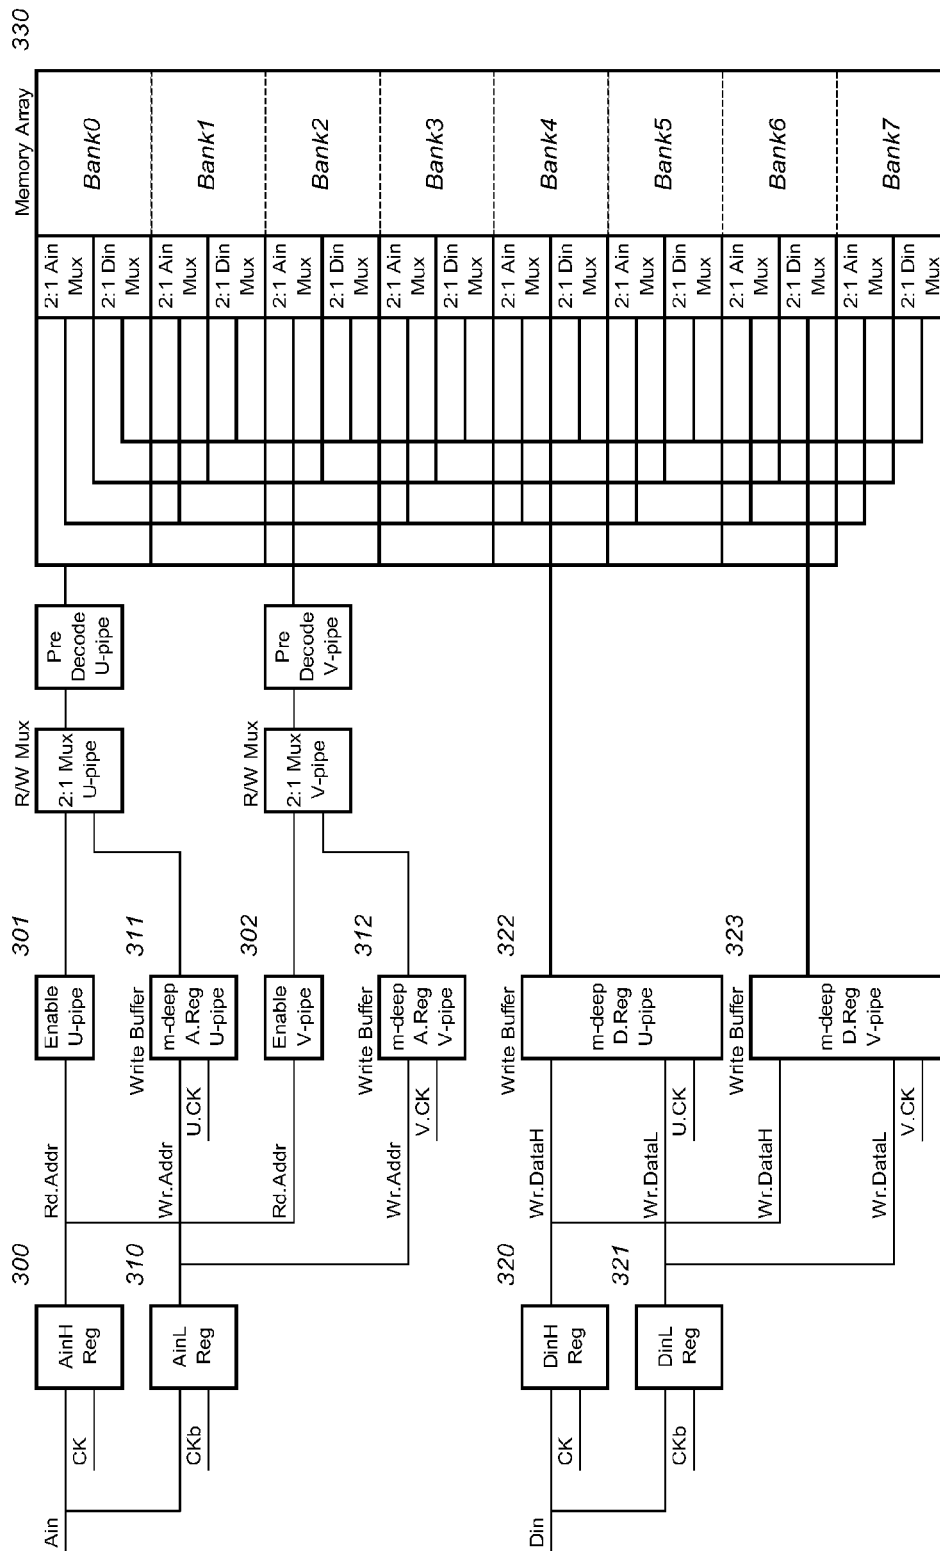 Ain
CK
CKb
AinH
Reg
300
AinL
Reg
310
Rd.Addr
Wr.Addr
U.CK
Rd.Addr
Wr.Addr
V.CK
Enable
U-pipe
301
Write Buffer
m-deep
A.Reg
U-pipe
311
Enable
V-pipe
302
Write Buffer
m-deep
A.Reg
V-pipe
312
R/W Mux
2:1 Mux
U-pipe
R/W Mux
2:1 Mux
V-pipe
Pre
Decode
U-pipe
Pre
Decode
V-pipe
Din
CK
CKb
DinH
Reg
320
DinL
Reg
321
Wr.DataH
Wr.DataL
U.CK
Wr.DataH
Wr.DataL
V.CK
Write Buffer
m-deep
D.Reg
U-pipe
322
Write Buffer
m-deep
D.Reg
V-pipe
323
2:1 Ain
Mux
2:1 Din
Mux
2:1 Ain
Mux
2:1 Din
Mux
2:1 Ain
Mux
2:1 Din
Mux
2:1 Ain
Mux
2:1 Din
Mux
2:1 Ain
Mux
2:1 Din
Mux
2:1 Ain
Mux
2:1 Din
Mux
2:1 Ain
Mux
2:1 Din
Mux
2:1 Ain
Mux
2:1 Din
Mux
Memory Array
330
Bank0
Bank1
Bank2
Bank3
Bank4
Bank5
Bank6
Bank7